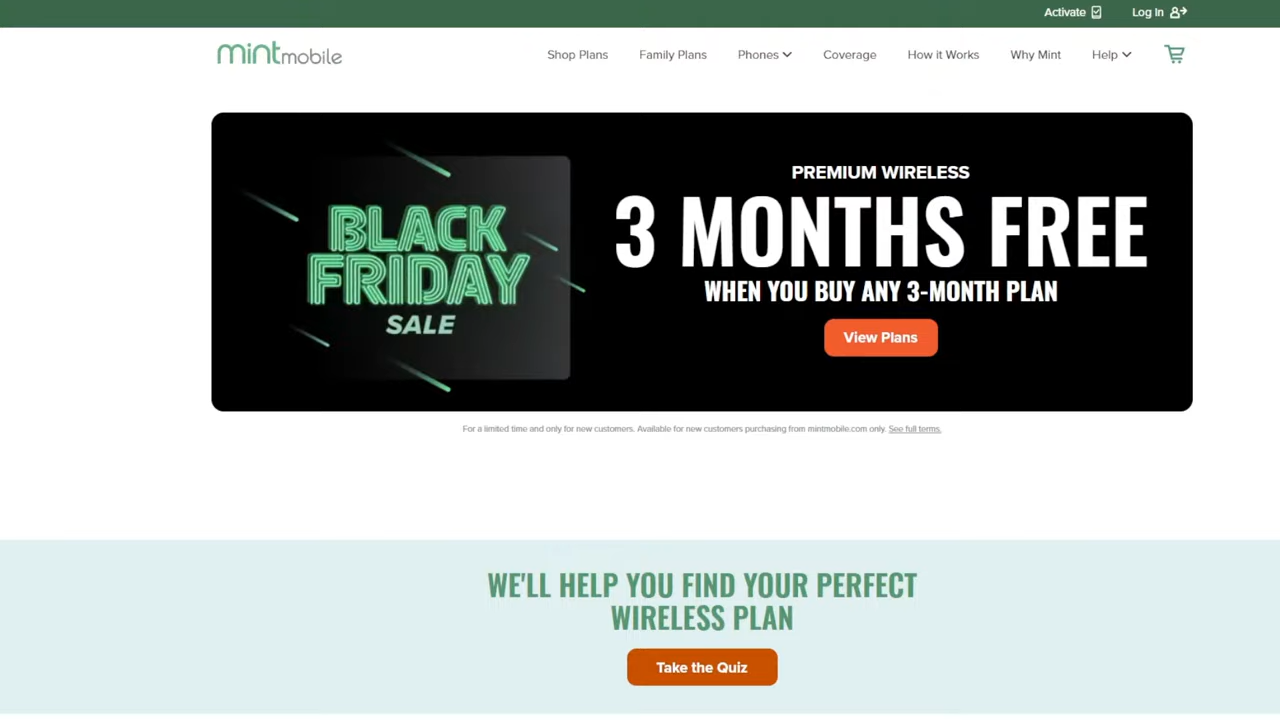 Activate
Log In
mintmobile
Shop Plans
Family Plans
Phones
Coverage
How it Works
Why Mint
Help
BLACK
FRIDAY
SALE
PREMIUM WIRELESS
3 MONTHS FREE
WHEN YOU BUY ANY 3-MONTH PLAN
View Plans
For a limited time and only for new customers. Available for new customers purchasing from mintmobile.com only. See full terms.
WE'LL HELP YOU FIND YOUR PERFECT
WIRELESS PLAN
Take the Quiz